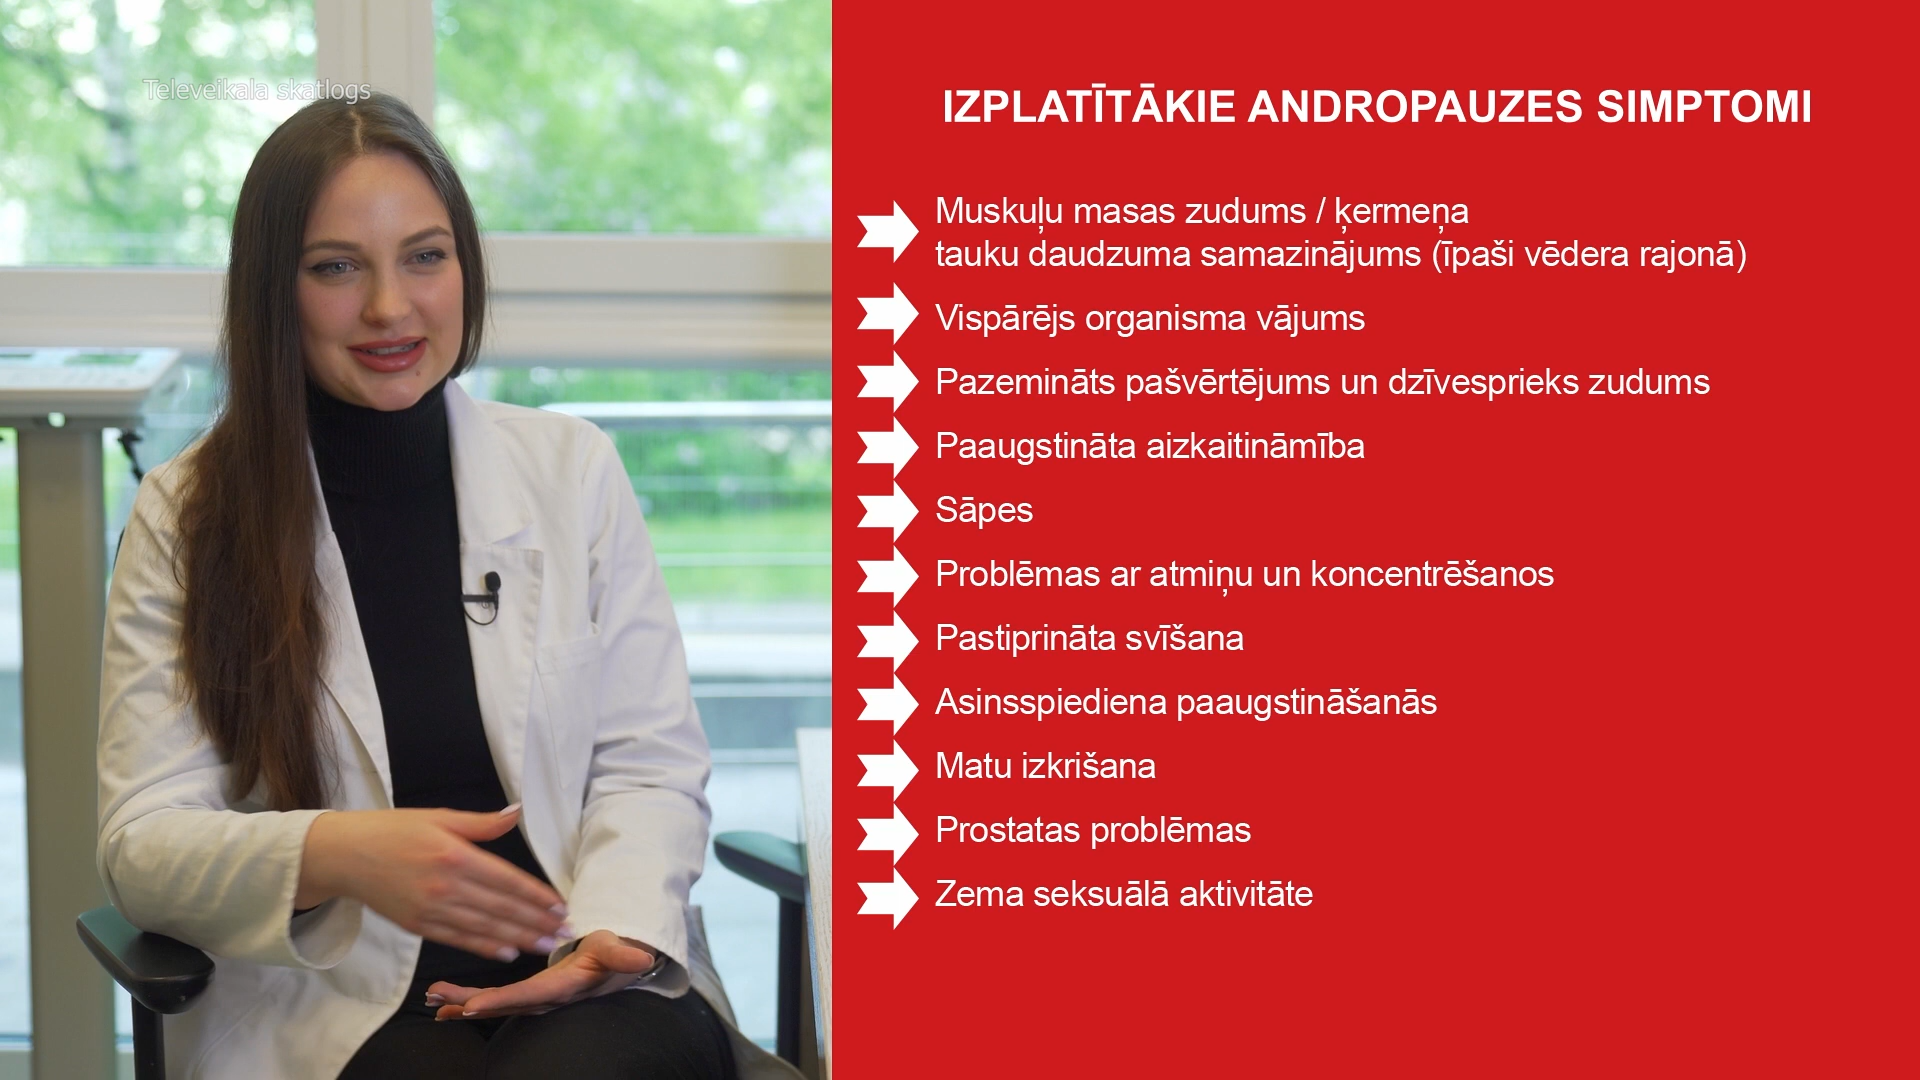 Televeikala skatlogs
IZPLATĪTĀKIE ANDROPAUZES SIMPTOMI
Muskuļu masas zudums / ķermeņa
tauku daudzuma samazinājums (īpaši vēdera rajonā)
Vispārējs organisma vājums
Pazemināts pašvērtējums un dzīvesprieks zudums
Paaugstināta aizkaitināmība
Sāpes
Problēmas ar atmiņu un koncentrēšanos
Pastiprināta svīšana
Asinsspiediena paaugstināšanās
Matu izkrišana
Prostatas problēmas
Zema seksuālā aktivitāte